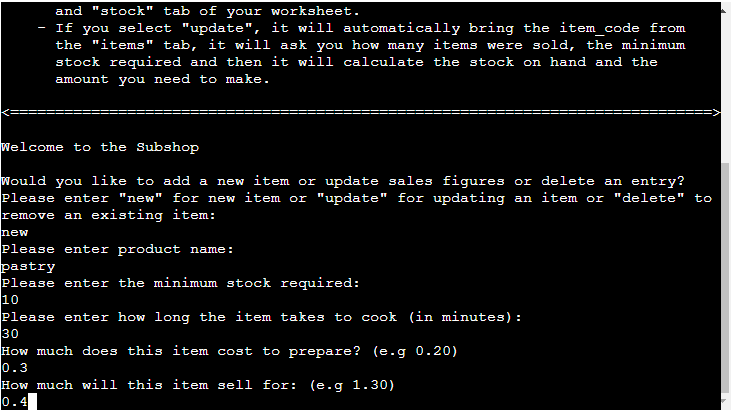 and "stock" tab of your worksheet.
- If you select "update", it will automatically bring the item_code from
the "items" tab, it will ask you how many items were sold, the minimum
stock required and then it will calculate the stock on hand and the
amount you need to make.
<==============================================================================>
Welcome to the Subshop
Would you like to add a new item or update sales figures or delete an entry?
Please enter "new" for new item or "update" for updating an item or "delete" to
remove an existing item:
new
Please enter product name:
pastry
Please enter the minimum stock required:
10
Please enter how long the item takes to cook (in minutes):
30
How much does this item cost to prepare? (e.g 0.20)
0.3
How much will this item sell for: (e.g 1.30)
0.4